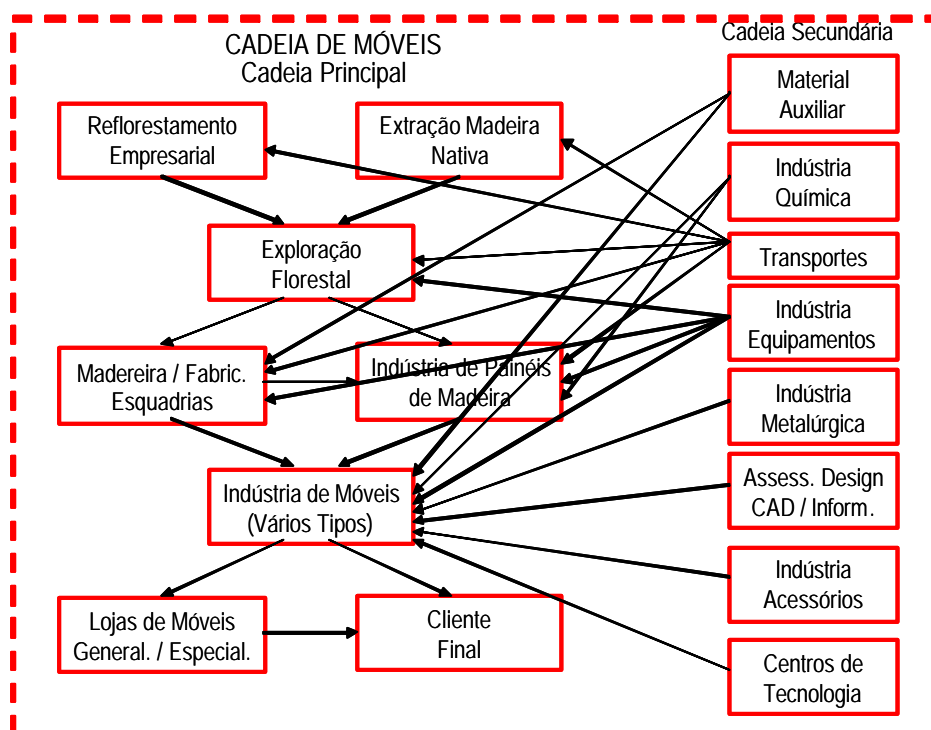 CADEIA DE MÓVEIS
Cadeia Principal
Cadeia Secundária
Reflorestamento
Empresarial
Extração Madeira
Nativa
Exploração
Florestal
Madereira / Fabric.
Esquadrias
Indústria de Painéis
de Madeira
Indústria de Móveis
(Vários Tipos)
Lojas de Móveis
General. / Especial.
Cliente
Final
Material
Auxiliar
Indústria
Química
Transportes
Indústria
Equipamentos
Indústria
Metalúrgica
Assess. Design
CAD / Inform.
Indústria
Acessórios
Centros de
Tecnologia